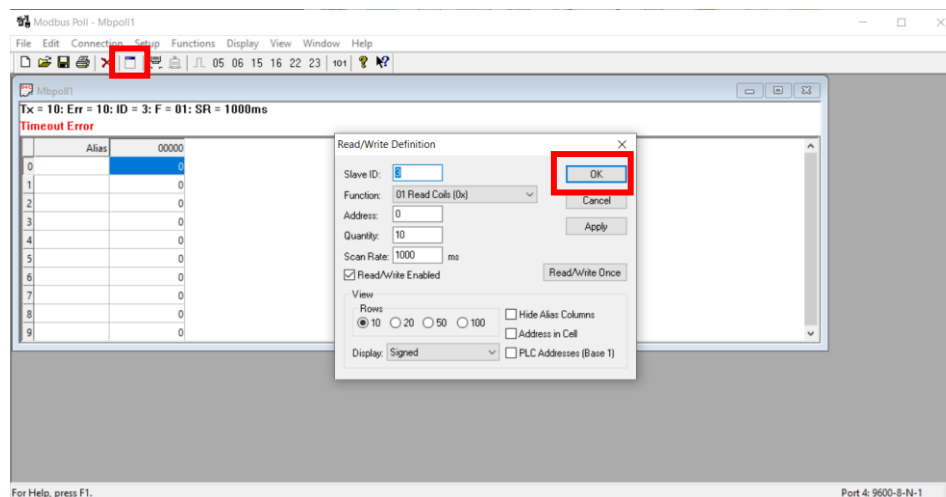 Modbus Poll - Mbpoll1
File Edit Connection Setup Functions Display View Window Help
05 06 15 16 22 23 101
Mbpoll1
Tx = 10: Err = 10: ID = 3: F = 01: SR = 1000ms
Timeout Error
Alias 00000
0 0
1 0
2 0
3 0
4 0
5 0
6 0
7 0
8 0
9 0
Read/Write Definition
Slave ID: 3
OK
Function: 01 Read Coils (0x)
Cancel
Address: 0
Apply
Quantity: 10
Scan Rate: 1000 ms
Read/Write Enabled
Read/Write Once
View
Rows
10 20 50 100
Hide Alias Columns
Address in Cell
Display: Signed
PLC Addresses (Base 1)
For Help, press F1.
Port 4: 9600-8-N-1